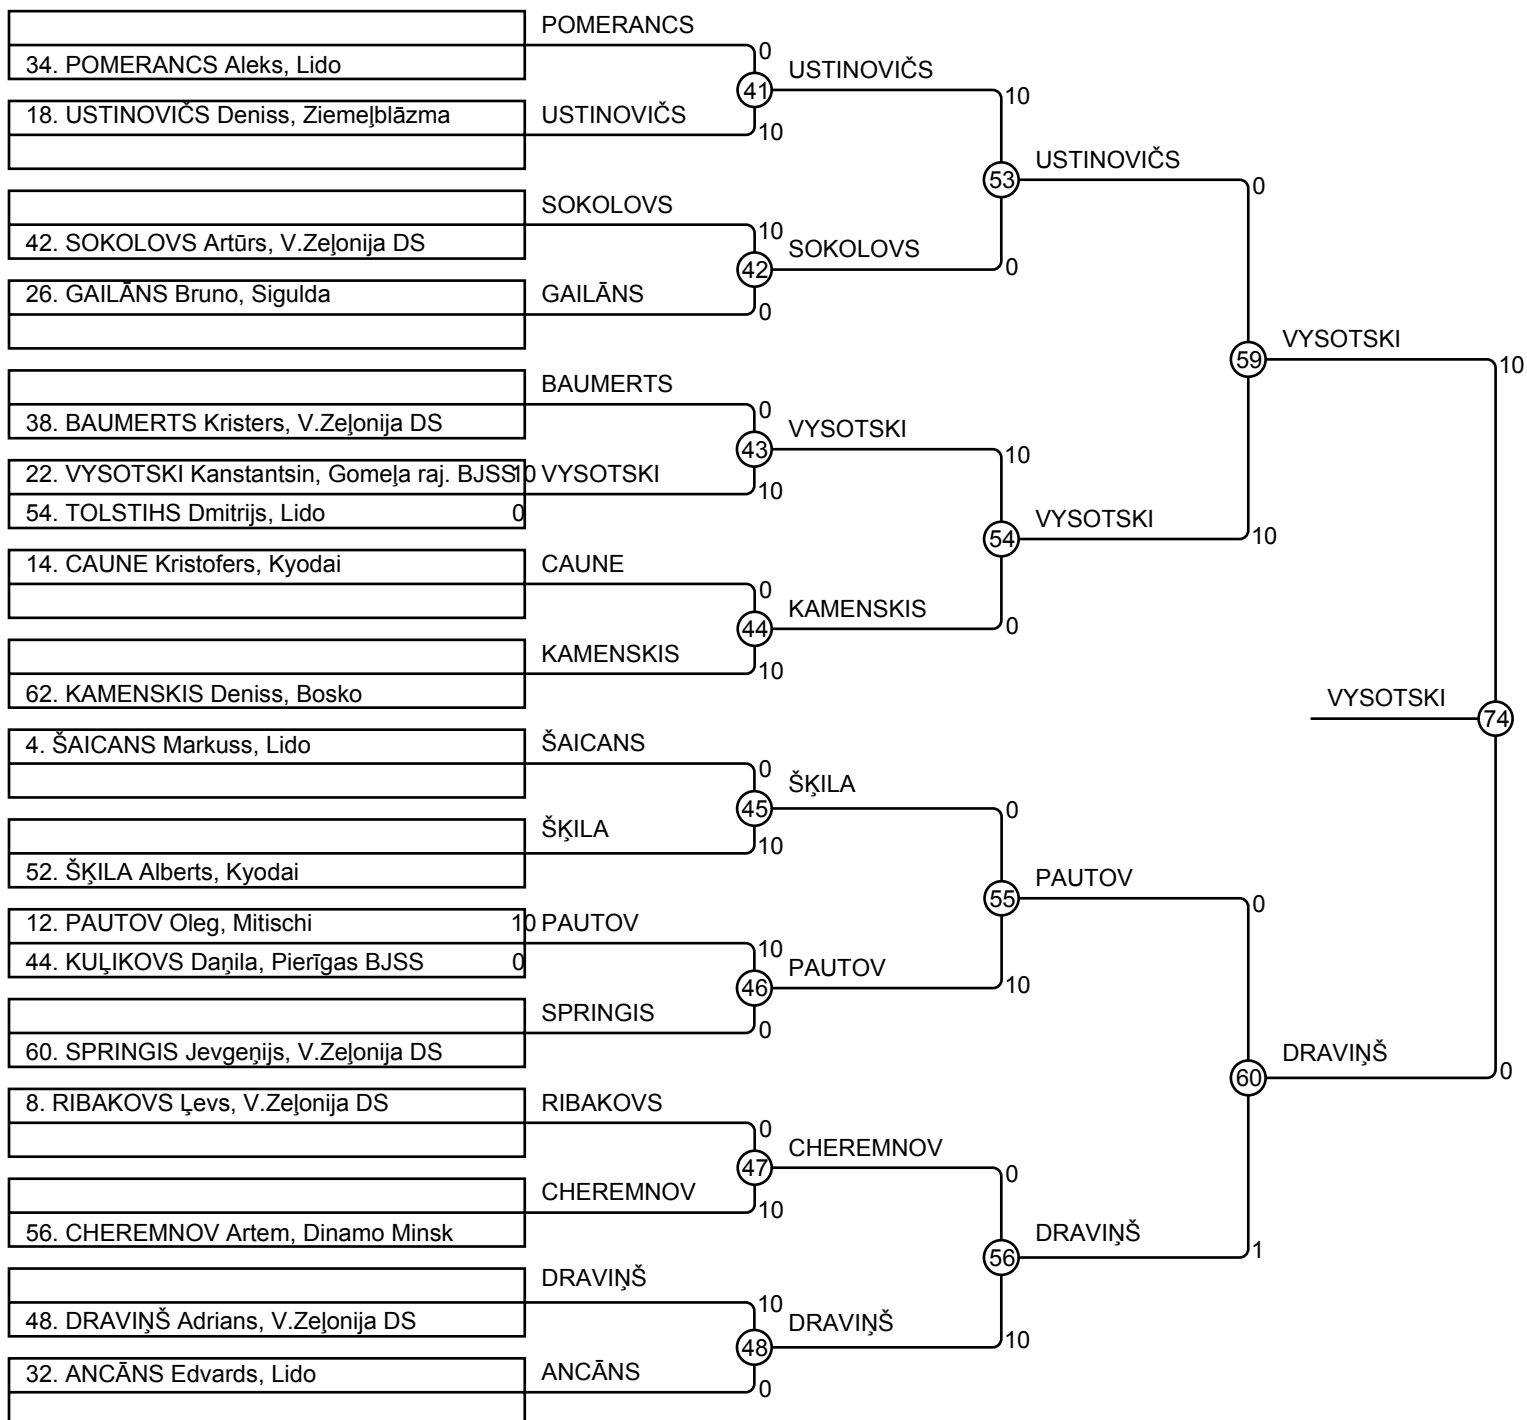 POMERANCS
34. POMERANCS Aleks, Lido
0
USTINOVIČS
41
10
18. USTINOVIČS Deniss, Ziemeļblāzma
USTINOVIČS
10
53
USTINOVIČS
0
SOKOLOVS
42. SOKOLOVS Artūrs, V.Zeļonija DS
10
SOKOLOVS
42
0
26. GAILĀNS Bruno, Sigulda
GAILĀNS
0
59
VYSOTSKI
10
BAUMERTS
38. BAUMERTS Kristers, V.Zeļonija DS
0
VYSOTSKI
43
10
22. VYSOTSKI Kanstantsin, Gomeļa raj. BJSS 10
VYSOTSKI
10
54. TOLSTIHS Dmitrijs, Lido 0
54
VYSOTSKI
10
14. CAUNE Kristofers, Kyodai
CAUNE
0
KAMENSKIS
44
0
KAMENSKIS
10
62. KAMENSKIS Deniss, Bosko
VYSOTSKI
74
4. ŠAICANS Markuss, Lido
ŠAICANS
0
ŠĶILA
45
0
ŠĶILA
10
52. ŠĶILA Alberts, Kyodai
55
PAUTOV
0
12. PAUTOV Oleg, Mitischi 10
PAUTOV
10
44. KUĻIKOVS Daņila, Pierīgas BJSS 0
PAUTOV
46
10
SPRINGIS
0
60. SPRINGIS Jevgeņijs, V.Zeļonija DS
60
DRAVIŅŠ
0
8. RIBAKOVS Ļevs, V.Zeļonija DS
RIBAKOVS
0
CHEREMNOV
47
0
CHEREMNOV
10
56. CHEREMNOV Artem, Dinamo Minsk
56
DRAVIŅŠ
1
DRAVIŅŠ
48. DRAVIŅŠ Adrians, V.Zeļonija DS
10
DRAVIŅŠ
48
10
32. ANCĀNS Edvards, Lido
ANCĀNS
0